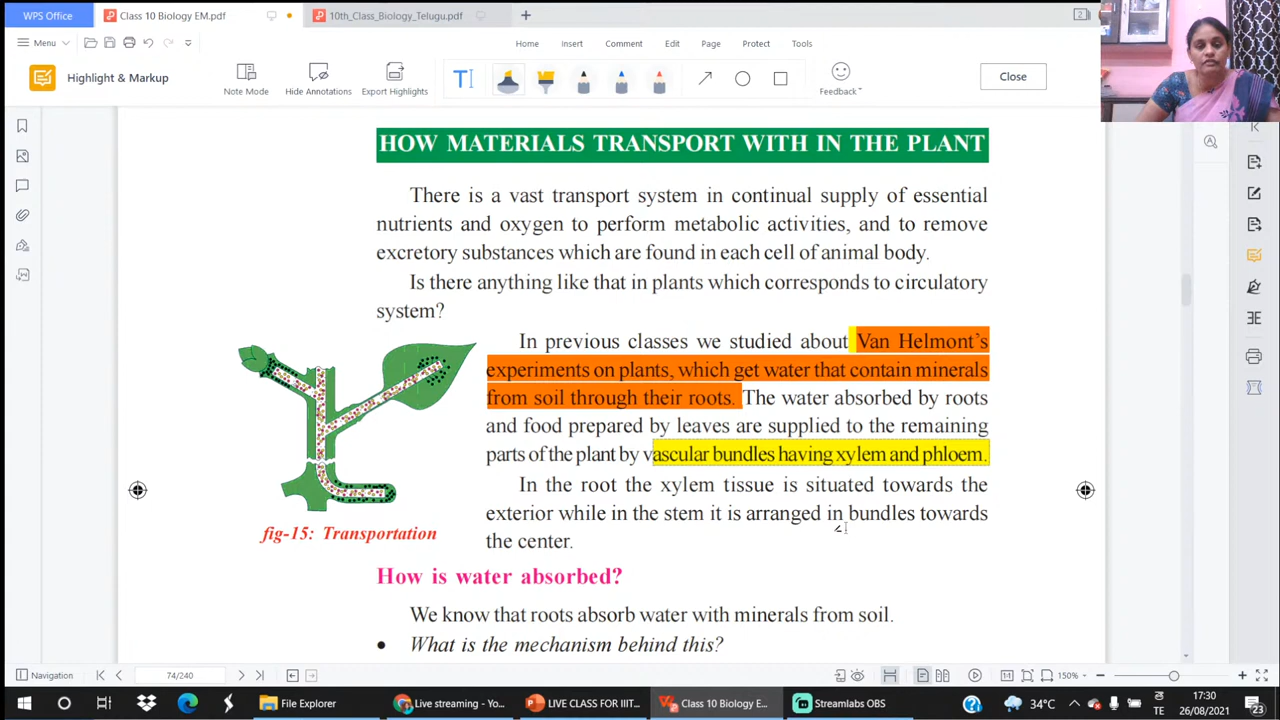 WPS Office
Class 10 Biology EM.pdf
10th_Class_Biology_Telugu.pdf
Menu
Home Insert Comment Edit Page Protect Tools
Highlight & Markup
Note Mode
Hide Annotations
Export Highlights
Feedback
Close
HOW MATERIALS TRANSPORT WITH IN THE PLANT
There is a vast transport system in continual supply of essential
nutrients and oxygen to perform metabolic activities, and to remove
excretory substances which are found in each cell of animal body.
Is there anything like that in plants which corresponds to circulatory
system?
In previous classes we studied about Van Helmont's
experiments on plants, which get water that contain minerals
from soil through their roots. The water absorbed by roots
and food prepared by leaves are supplied to the remaining
parts of the plant by vascular bundles having xylem and phloem.
In the root the xylem tissue is situated towards the
exterior while in the stem it is arranged in bundles towards
the center.
fig-15: Transportation
How is water absorbed?
We know that roots absorb water with minerals from soil.
• What is the mechanism behind this?
Navigation
74/240
150%
File Explorer
Live streaming - Yo...
LIVE CLASS FOR IIIT...
Class 10 Biology E...
Streamlabs OBS
34°C
TE
17:30
26/08/2021
23